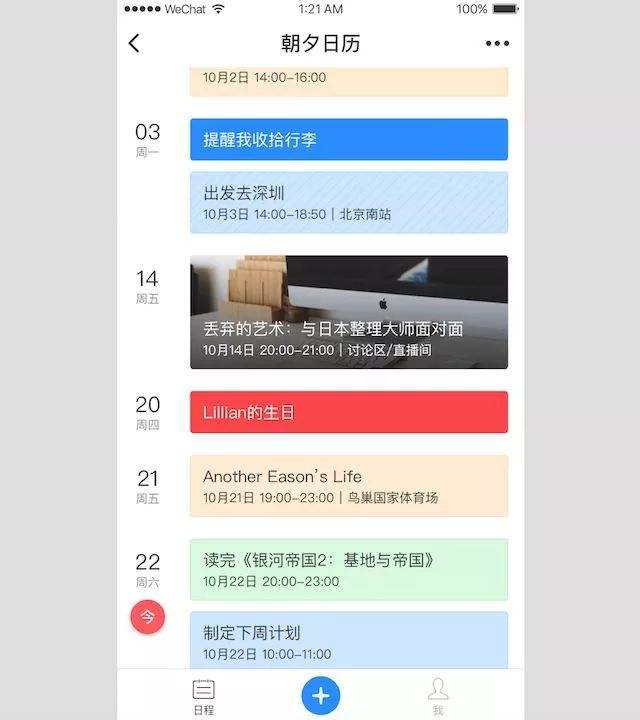 WeChat 1:21 AM 100%
朝夕日历
10月2日 14:00-16:00
03
周一
提醒我收拾行李
出发去深圳
10月3日 14:00-18:50 | 北京南站
14
周五
丢弃的艺术：与日本整理大师面对面
10月14日 20:00-21:00 | 讨论区/直播间
20
周四
Lillian的生日
21
周五
Another Eason's Life
10月21日 19:00-23:00 | 鸟巢国家体育场
22
周六
今
读完《银河帝国2：基地与帝国》
10月22日 20:00-23:00
制定下周计划
10月22日 10:00-11:00
日程
我